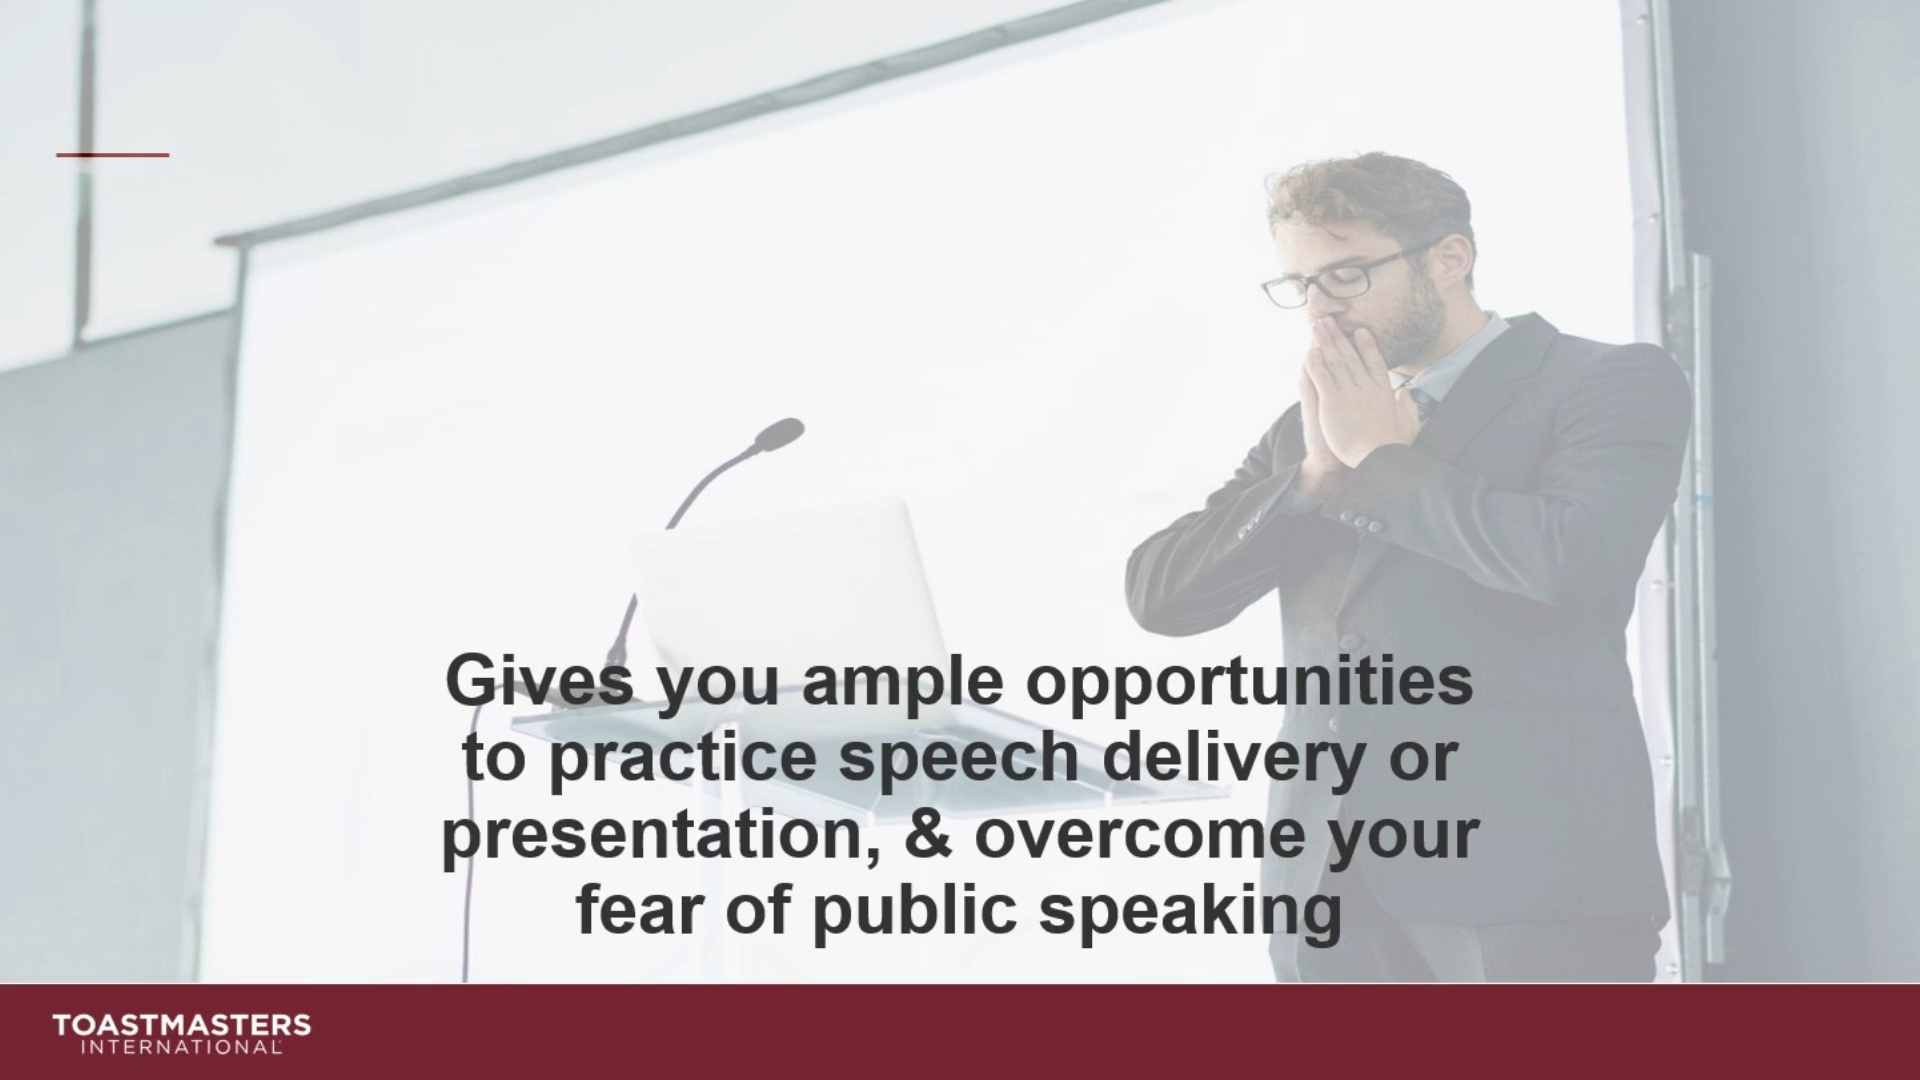 Gives you ample opportunities
to practice speech delivery or
presentation, & overcome your
fear of public speaking
TOASTMASTERS
INTERNATIONAL